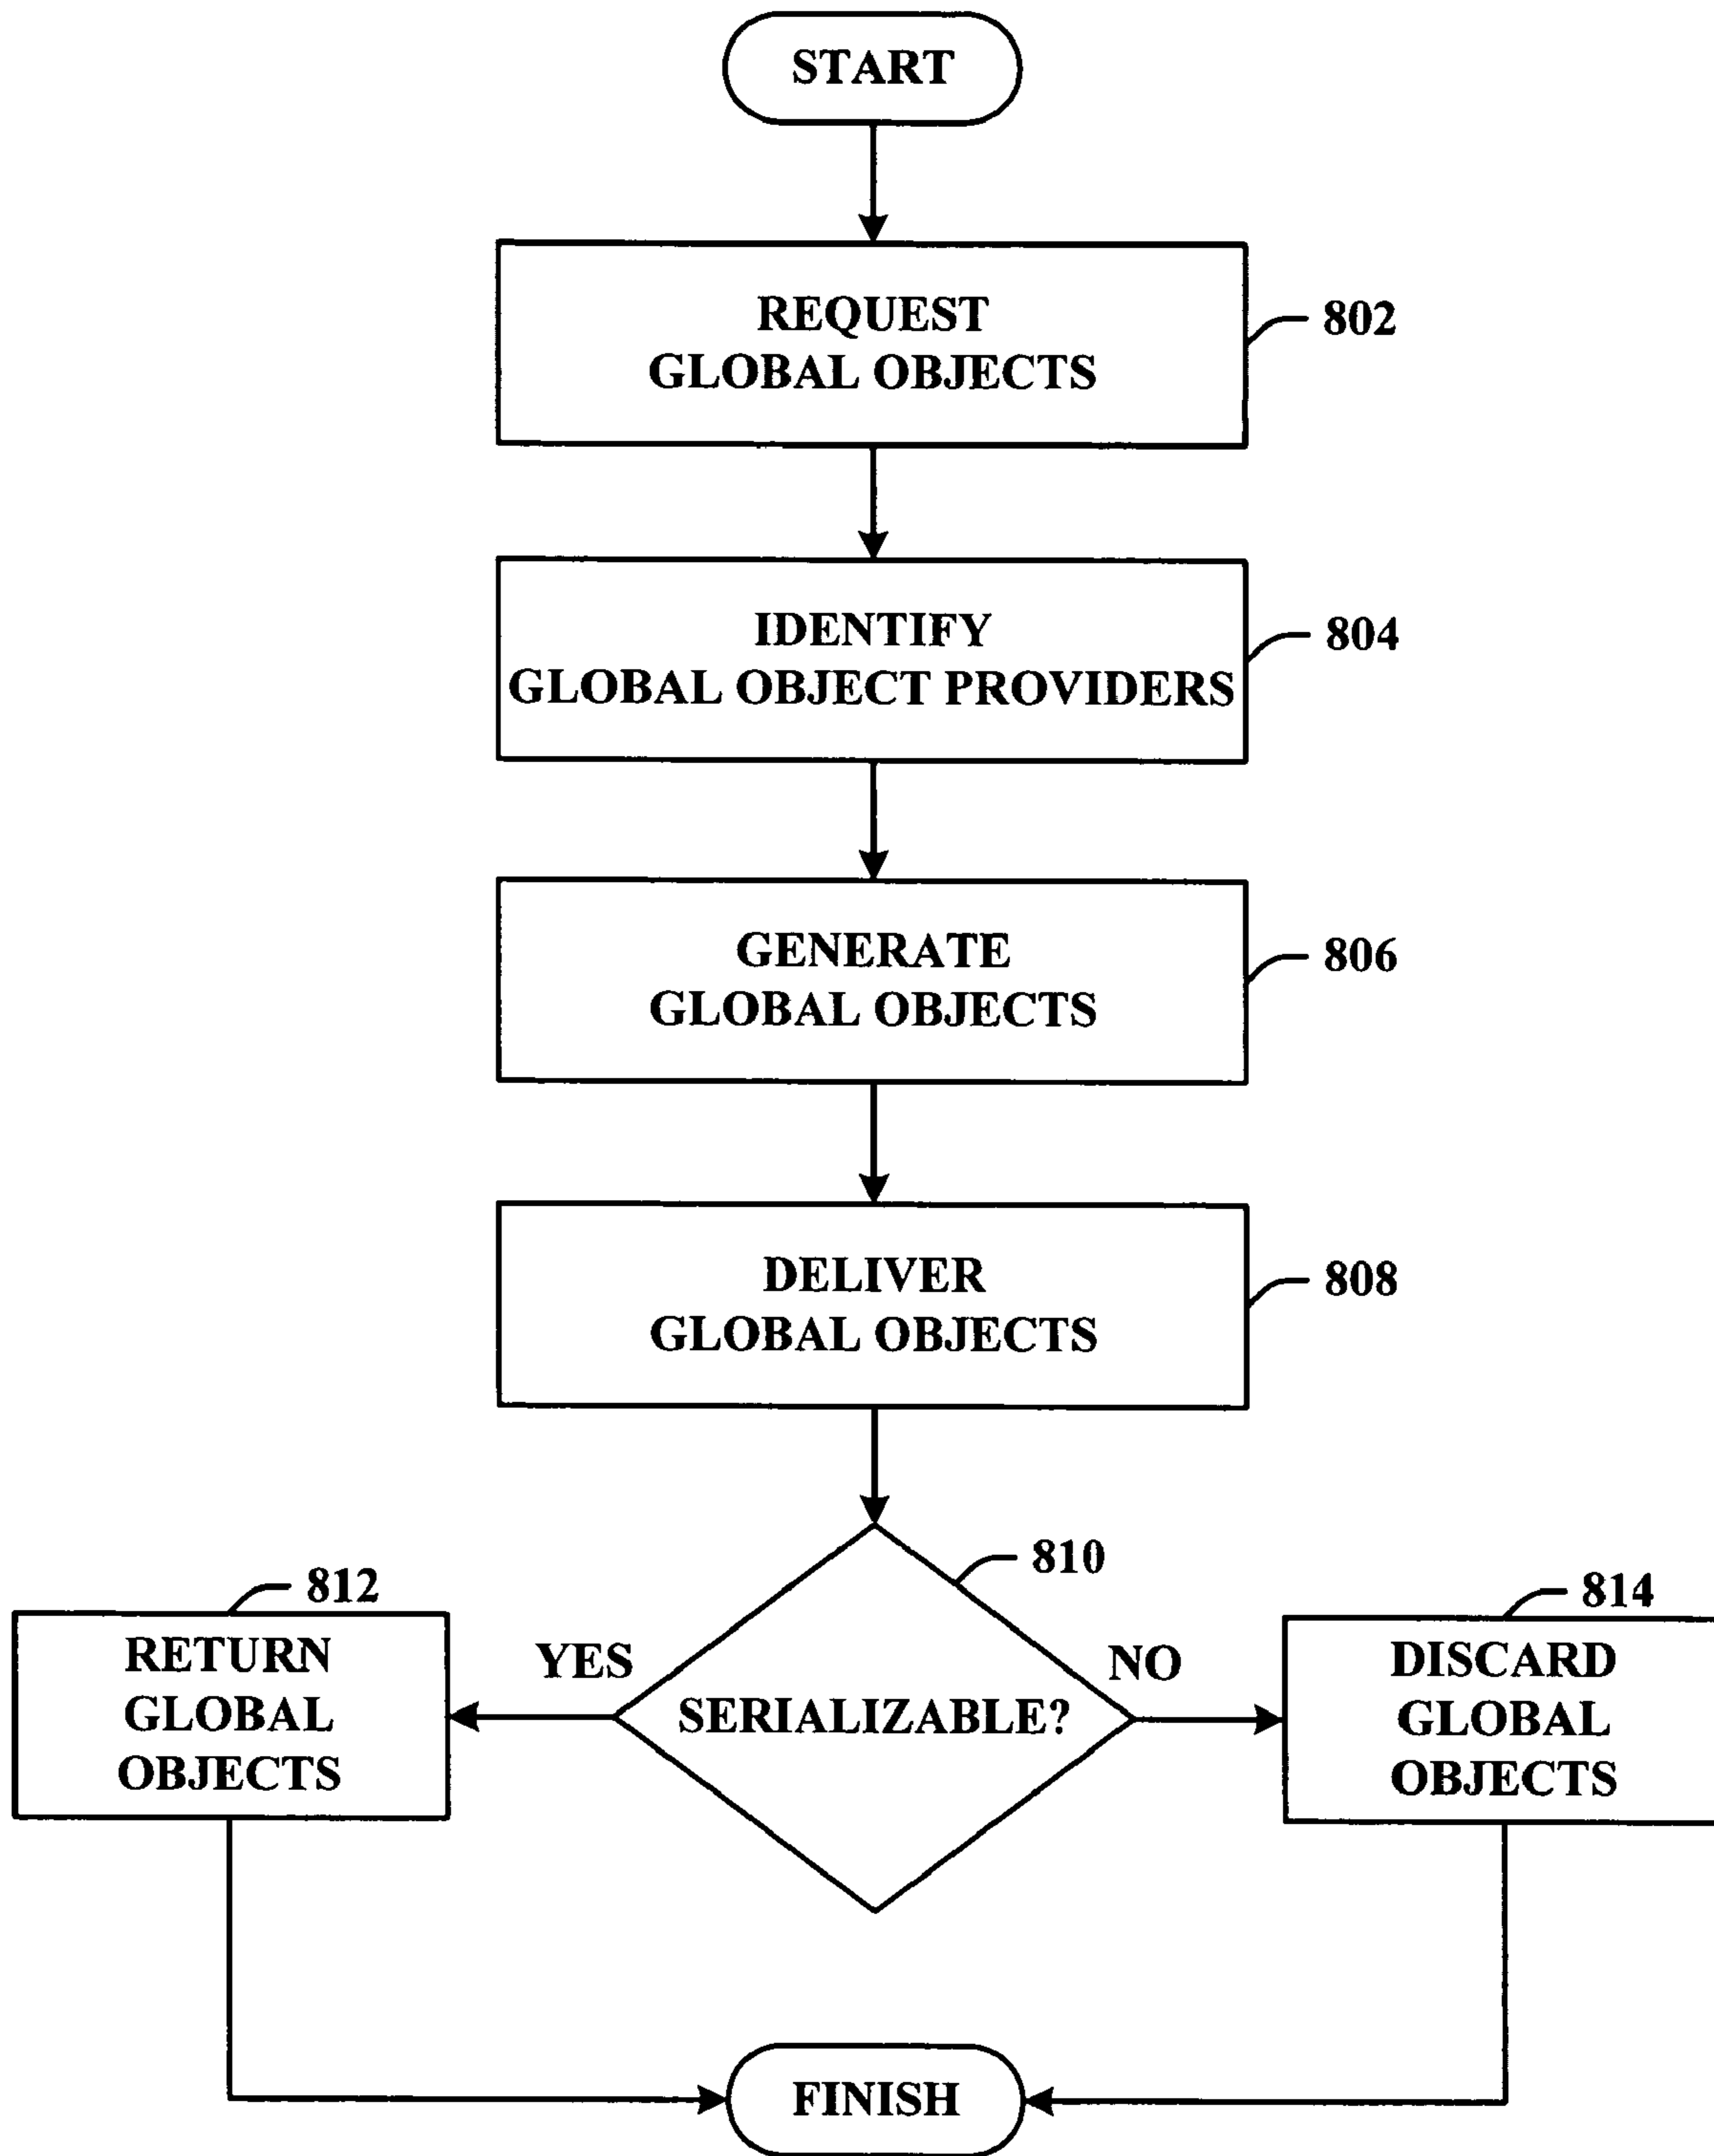 START
REQUEST
GLOBAL OBJECTS
802
IDENTIFY
GLOBAL OBJECT PROVIDERS
804
GENERATE
GLOBAL OBJECTS
806
DELIVER
GLOBAL OBJECTS
808
810
812
RETURN
GLOBAL
OBJECTS
YES
SERIALIZABLE?
NO
814
DISCARD
GLOBAL
OBJECTS
FINISH